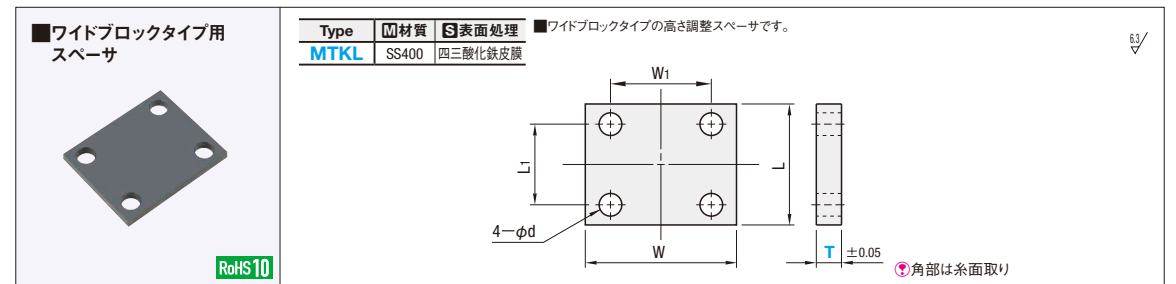 ■ワイドブロックタイプ用
スペーサ
RoHS10
Type Ⓜ材質 Ⓢ表面処理
MTKL SS400 四三酸化鉄皮膜
■ワイドブロックタイプの高さ調整スペーサです。
6.3
W1
L1
L
4－φd
W
T ±0.05
角部は糸面取り